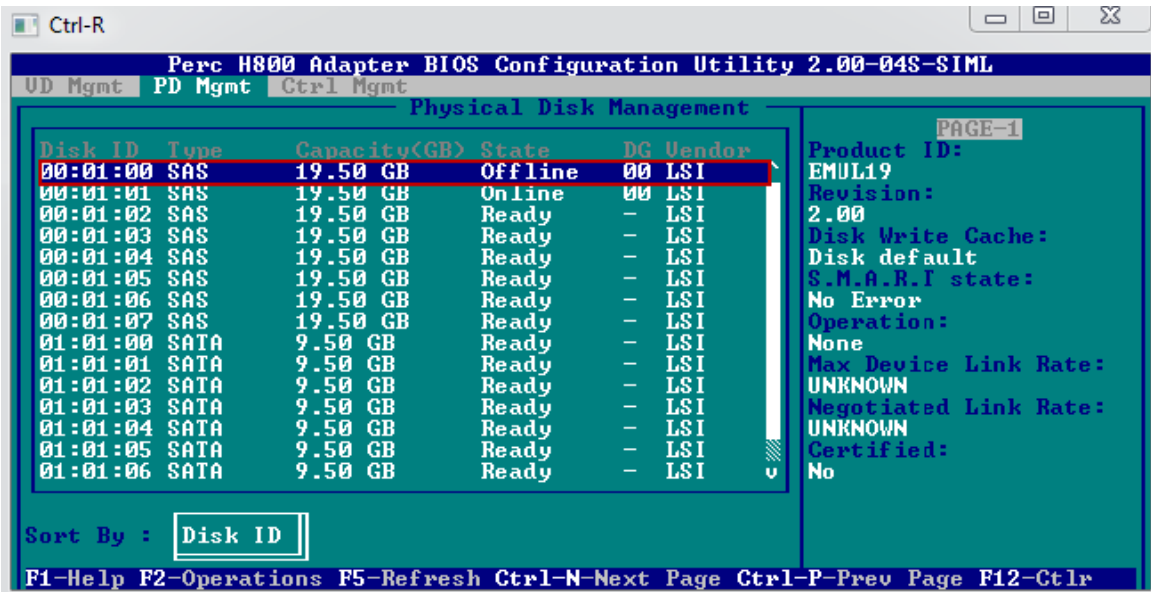 Ctrl-R
Perc H800 Adapter BIOS Configuration Utility 2.00-04S-SIML
VD Mgmt PD Mgmt Ctrl Mgmt
Physical Disk Management
PAGE-1
Disk ID Type Capacity(GB) State DG Vendor
00:01:00 SAS 19.50 GB Offline 00 LSI
00:01:01 SAS 19.50 GB Online 00 LSI
00:01:02 SAS 19.50 GB Ready - LSI
00:01:03 SAS 19.50 GB Ready - LSI
00:01:04 SAS 19.50 GB Ready - LSI
00:01:05 SAS 19.50 GB Ready - LSI
00:01:06 SAS 19.50 GB Ready - LSI
00:01:07 SAS 19.50 GB Ready - LSI
01:01:00 SATA 9.50 GB Ready - LSI
01:01:01 SATA 9.50 GB Ready - LSI
01:01:02 SATA 9.50 GB Ready - LSI
01:01:03 SATA 9.50 GB Ready - LSI
01:01:04 SATA 9.50 GB Ready - LSI
01:01:05 SATA 9.50 GB Ready - LSI
01:01:06 SATA 9.50 GB Ready - LSI
Product ID:
EMUL19
Revision:
2.00
Disk Write Cache:
Disk default
S.M.A.R.T state:
No Error
Operation:
None
Max Device Link Rate:
UNKNOWN
Negotiated Link Rate:
UNKNOWN
Certified:
No
Sort By : Disk ID
F1-Help F2-Operations F5-Refresh Ctrl-N-Next Page Ctrl-P-Prev Page F12-Ctlr